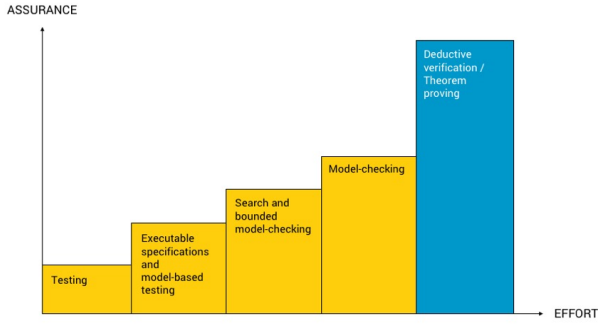 ASSURANCE
Deductive
verification /
Theorem
proving
Model-checking
Search and
bounded
model-checking
Executable
specifications
and
model-based
testing
Testing
EFFORT